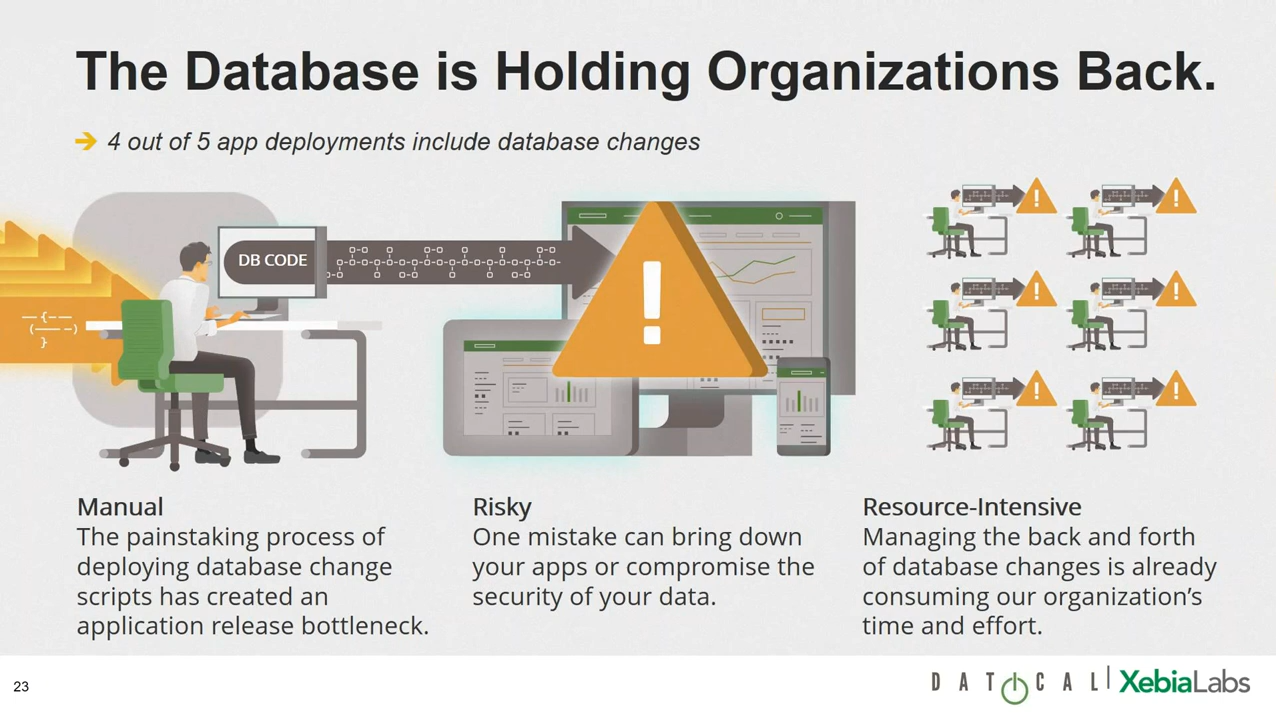 The Database is Holding Organizations Back.
4 out of 5 app deployments include database changes
DB CODE
Manual
The painstaking process of
deploying database change
scripts has created an
application release bottleneck.
Risky
One mistake can bring down
your apps or compromise the
security of your data.
Resource-Intensive
Managing the back and forth
of database changes is already
consuming our organization’s
time and effort.
23
DATICAL | XebiaLabs